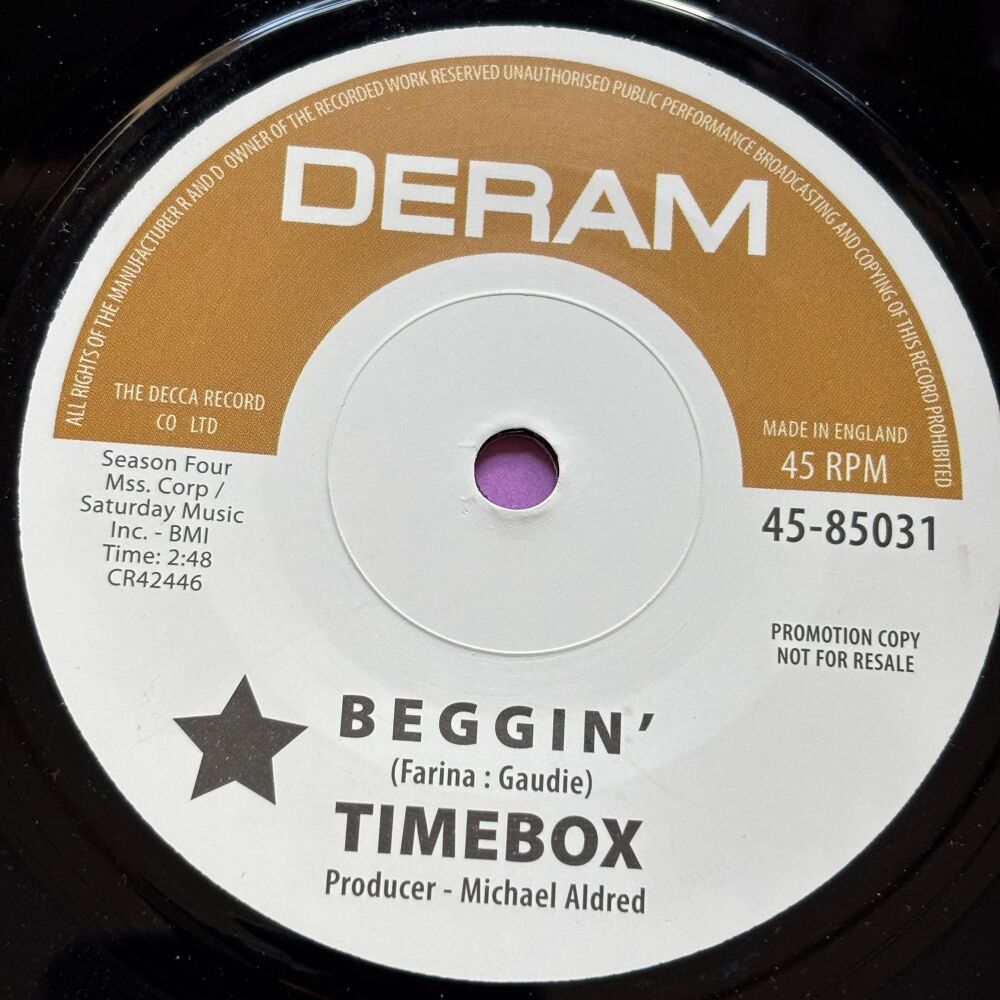 ALL RIGHTS OF THE MANUFACTURER R AND D OWNER OF THE RECORDED WORK RESERVED UNAUTHORISED PUBLIC PERFORMANCE BROADCASTING AND COPYING OF THIS RECORD PROHIBITED
DERAM
THE DECCA RECORD
CO LTD
MADE IN ENGLAND
45 RPM
Season Four
Mss. Corp /
Saturday Music
Inc. - BMI
Time: 2:48
CR42446
45-85031
PROMOTION COPY
NOT FOR RESALE
BEGGIN'
(Farina : Gaudie)
TIMEBOX
Producer - Michael Aldred